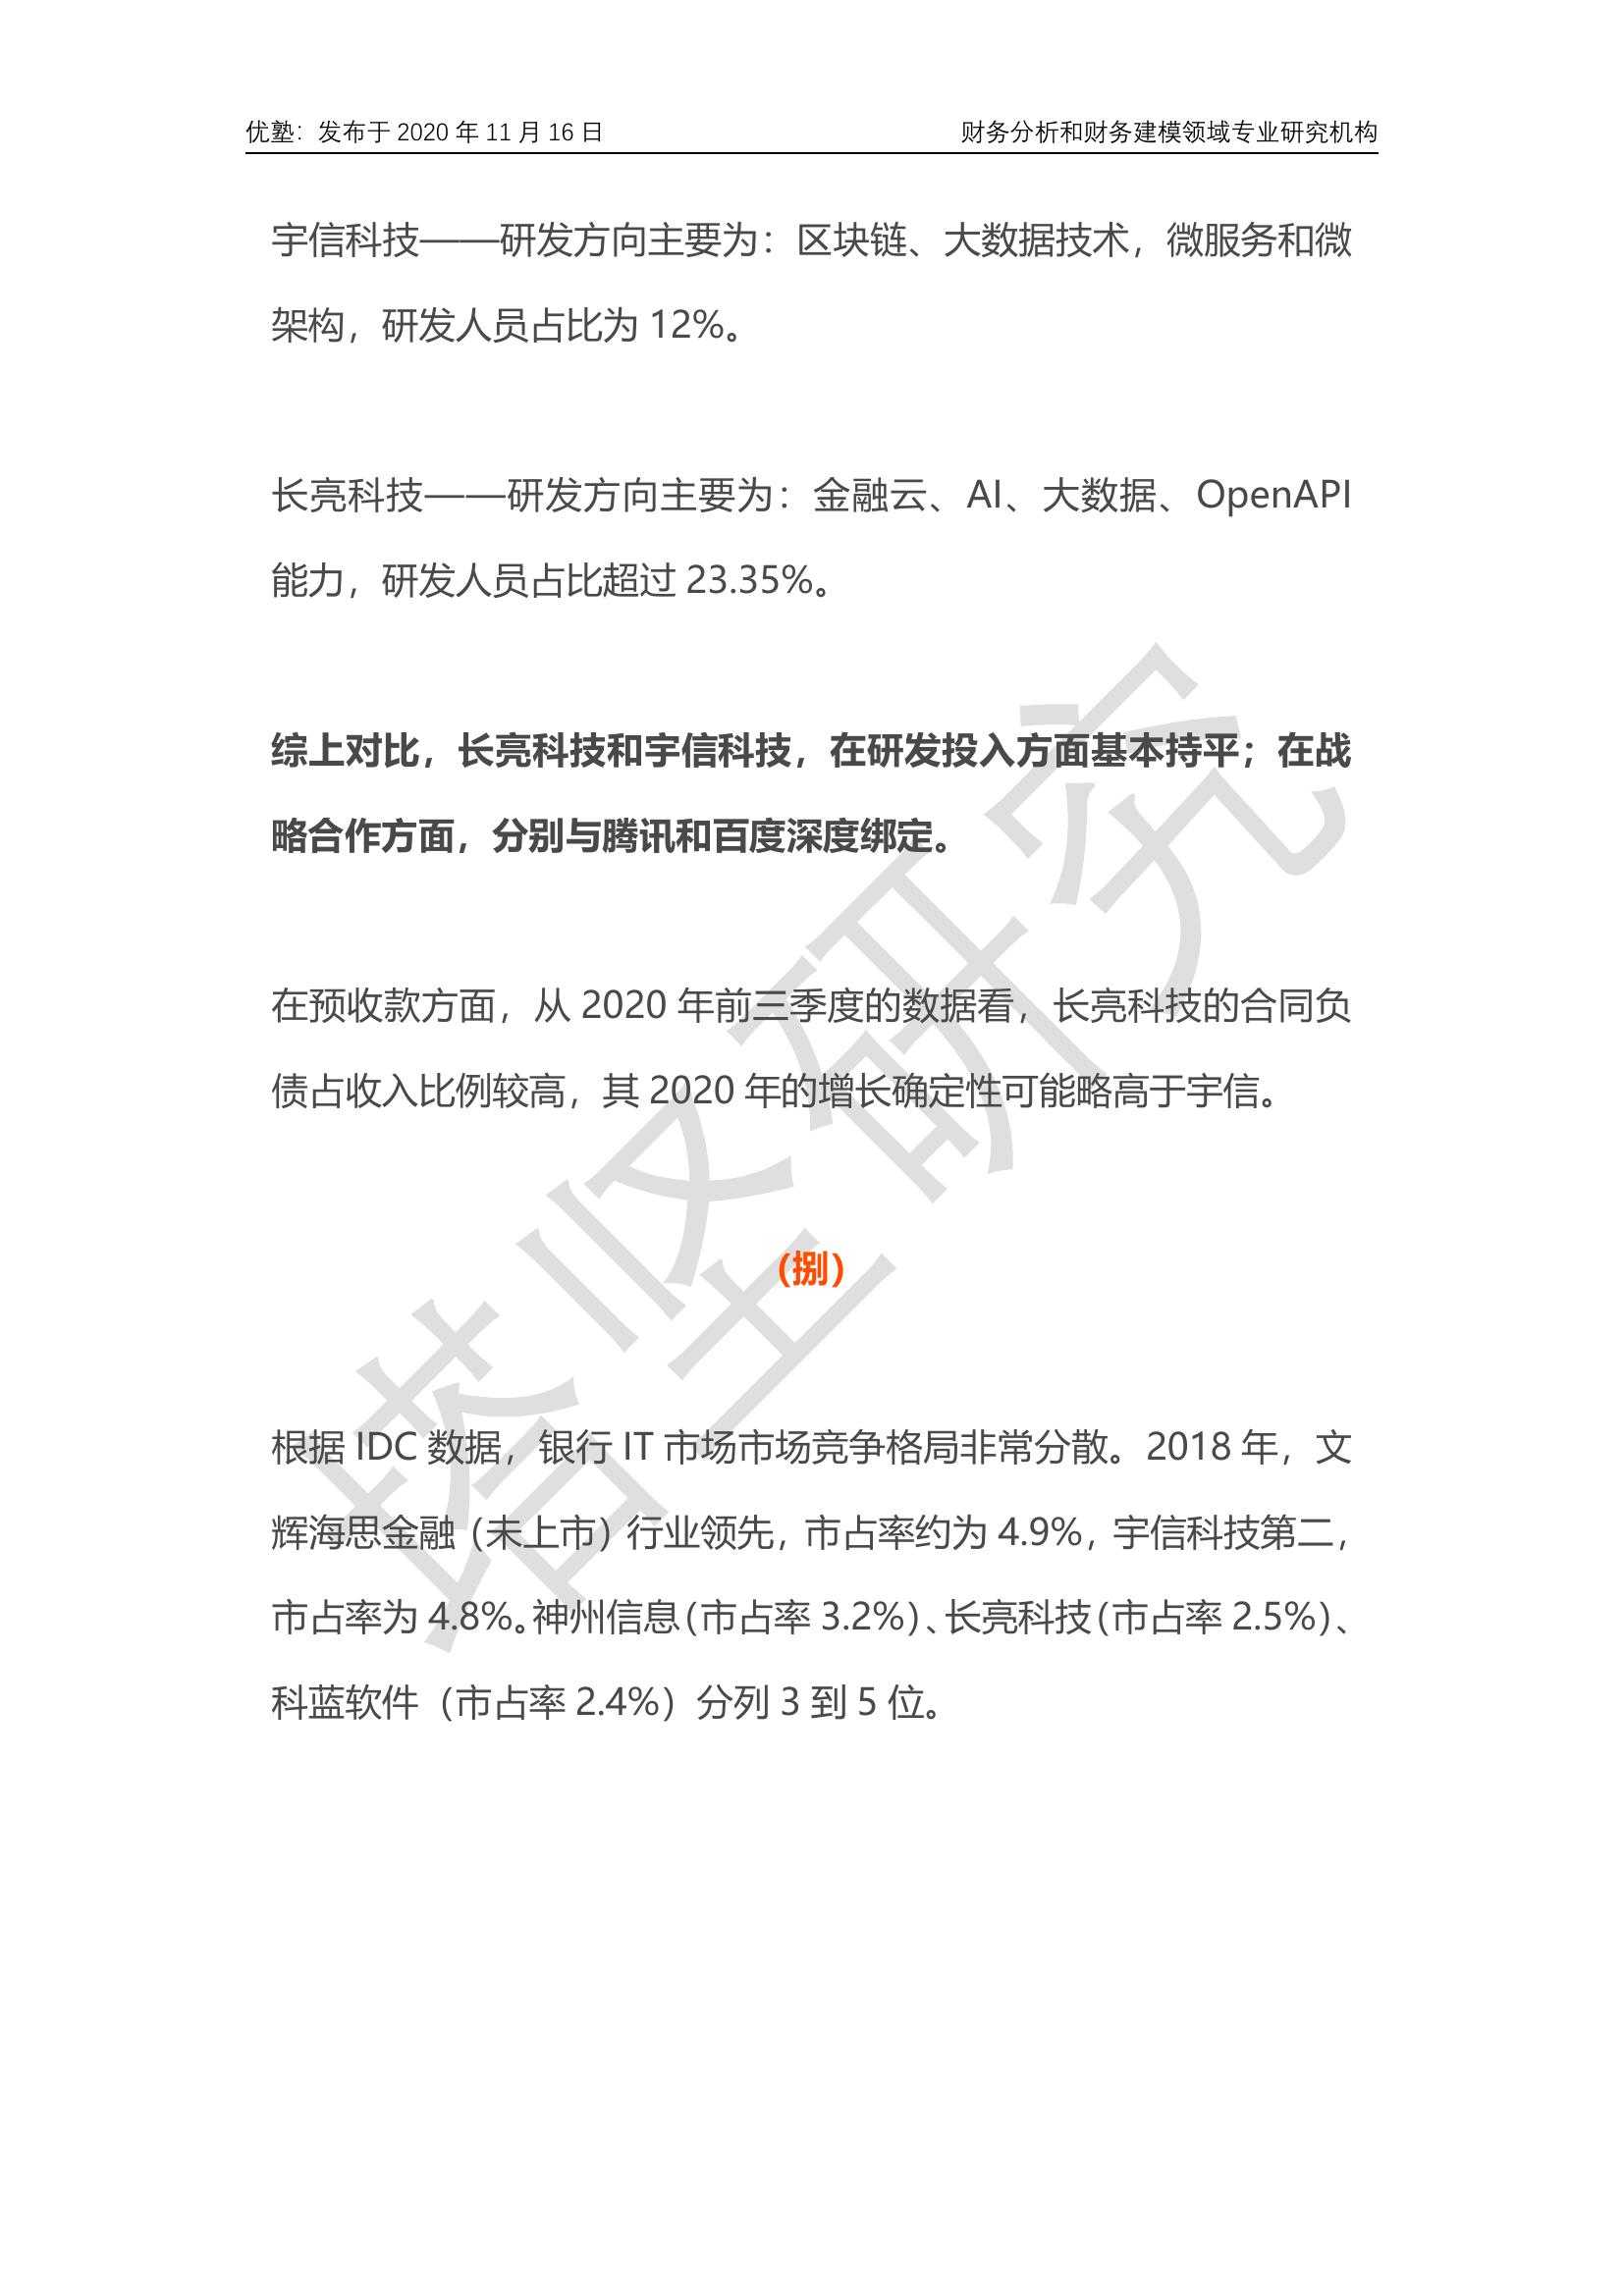 优塾：发布于 2020 年 11 月 16 日 财务分析和财务建模领域专业研究机构
宇信科技——研发方向主要为：区块链、大数据技术，微服务和微
架构，研发人员占比为 12%。
长亮科技——研发方向主要为：金融云、AI、大数据、OpenAPI
能力，研发人员占比超过 23.35%。
综上对比，长亮科技和宇信科技，在研发投入方面基本持平；在战
略合作方面，分别与腾讯和百度深度绑定。
在预收款方面，从 2020 年前三季度的数据看，长亮科技的合同负
债占收入比例较高，其 2020 年的增长确定性可能略高于宇信。
（捌）
根据 IDC 数据，银行 IT 市场市场竞争格局非常分散。2018 年，文
辉海思金融（未上市）行业领先，市占率约为 4.9%，宇信科技第二，
市占率为 4.8%。神州信息（市占率 3.2%）、长亮科技（市占率 2.5%）、
科蓝软件（市占率 2.4%）分列 3 到 5 位。
塔坚研究